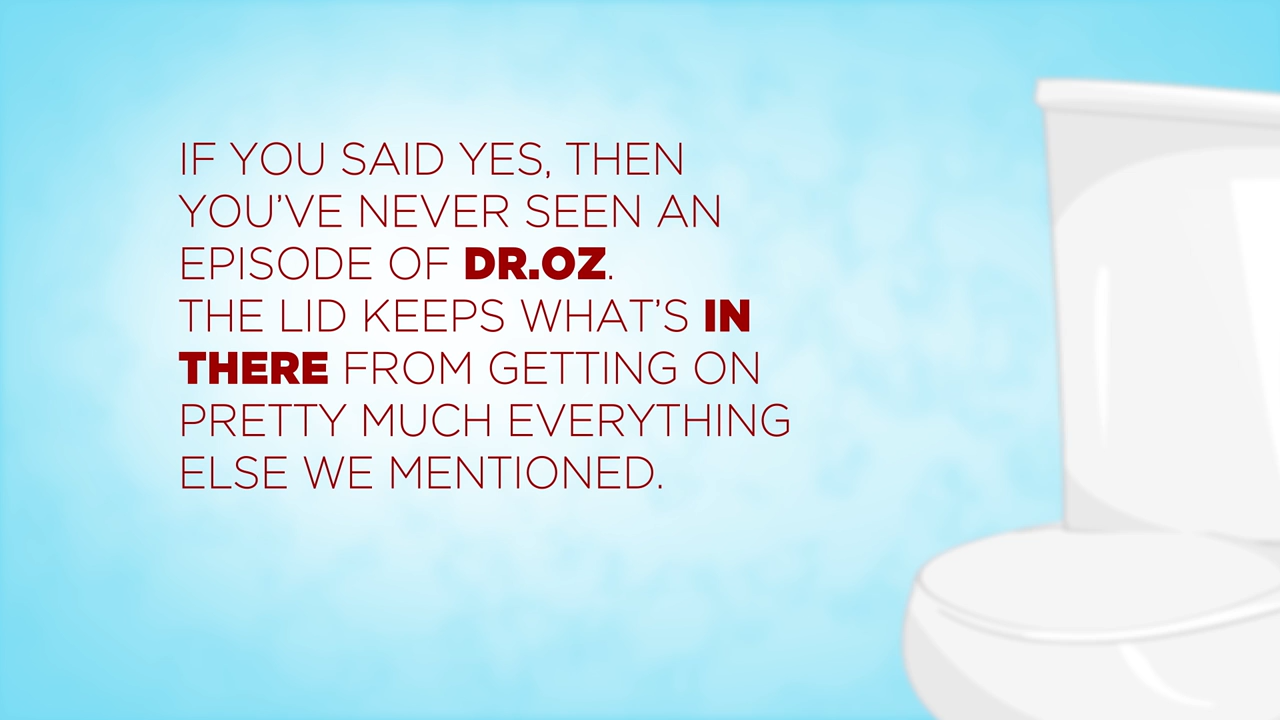 IF YOU SAID YES, THEN
YOU'VE NEVER SEEN AN
EPISODE OF DR.OZ.
THE LID KEEPS WHAT'S IN
THERE FROM GETTING ON
PRETTY MUCH EVERYTHING
ELSE WE MENTIONED.